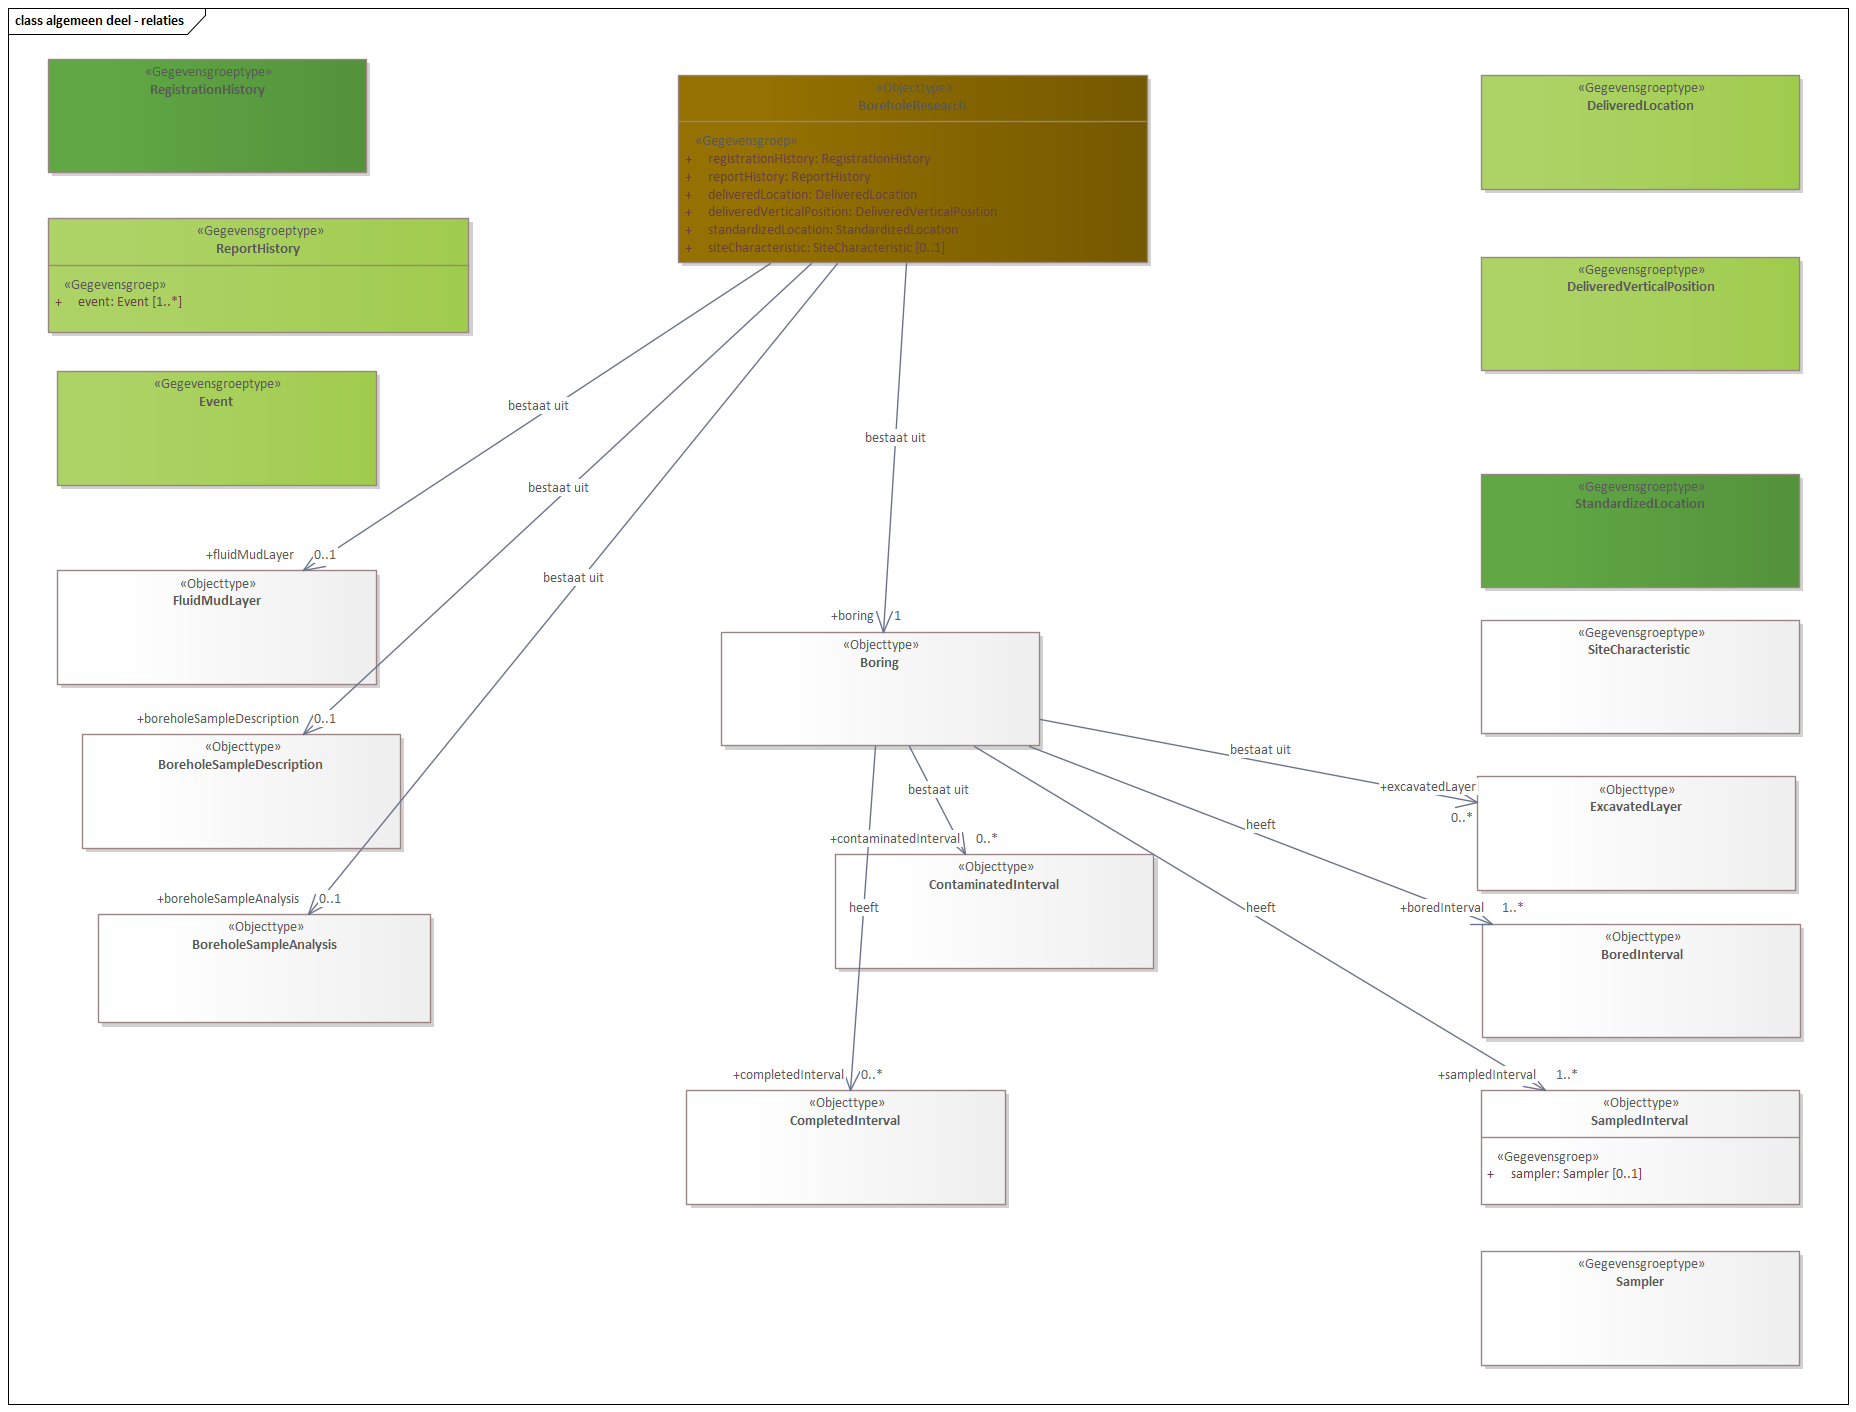 class algemeen deel - relaties
«Gegevensgroeptype»
RegistrationHistory
«Objecttype»
BoreholeResearch
«Gegevensgroep»
+ registrationHistory: RegistrationHistory
+ reportHistory: ReportHistory
+ deliveredLocation: DeliveredLocation
+ deliveredVerticalPosition: DeliveredVerticalPosition
+ standardizedLocation: StandardizedLocation
+ siteCharacteristic: SiteCharacteristic [0..1]
«Gegevensgroeptype»
DeliveredLocation
«Gegevensgroeptype»
ReportHistory
«Gegevensgroep»
+ event: Event [1..*]
«Gegevensgroeptype»
DeliveredVerticalPosition
«Gegevensgroeptype»
Event
bestaat uit
bestaat uit
bestaat uit
bestaat uit
«Gegevensgroeptype»
StandardizedLocation
+fluidMudLayer 0..1
«Objecttype»
FluidMudLayer
+boring 1
«Objecttype»
Boring
«Gegevensgroeptype»
SiteCharacteristic
+boreholeSampleDescription 0..1
«Objecttype»
BoreholeSampleDescription
bestaat uit
+excavatedLayer
0..*
«Objecttype»
ExcavatedLayer
bestaat uit
heeft
+contaminatedInterval 0..*
«Objecttype»
ContaminatedInterval
+boreholeSampleAnalysis 0..1
«Objecttype»
BoreholeSampleAnalysis
heeft
heeft
+boredInterval 1..*
«Objecttype»
BoredInterval
+completedInterval 0..*
«Objecttype»
CompletedInterval
+sampledInterval 1..*
«Objecttype»
SampledInterval
«Gegevensgroep»
+ sampler: Sampler [0..1]
«Gegevensgroeptype»
Sampler